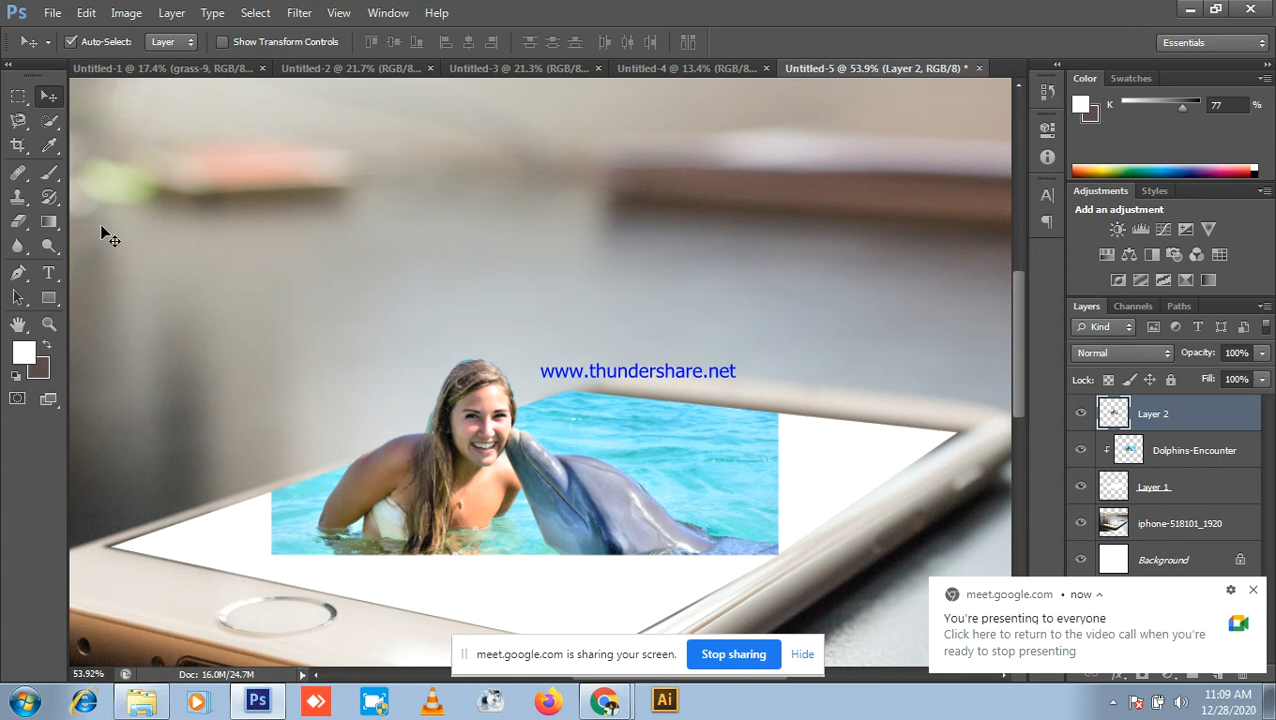 Ps File Edit Image Layer Type Select Filter View Window Help
Auto-Select: Layer Show Transform Controls Essentials
Untitled-1 @ 17.4% (grass-9, RGB/8... × Untitled-2 @ 21.7% (RGB/8... × Untitled-3 @ 21.3% (RGB/8... × Untitled-4 @ 13.4% (RGB/8... × Untitled-5 @ 53.9% (Layer 2, RGB/8) * ×
Color Swatches
K 77 %
Adjustments Styles
Add an adjustment
Layers Channels Paths
Kind
Normal Opacity: 100%
Lock: Fill: 100%
Layer 2
Dolphins-Encounter
Layer 1
iphone-518101_1920
Background
www.thundershare.net
meet.google.com • now
You're presenting to everyone
Click here to return to the video call when you're
ready to stop presenting
meet.google.com is sharing your screen. Stop sharing Hide
53.92% Doc: 16.0M/24.7M
Ps Ai
11:09 AM
12/28/2020